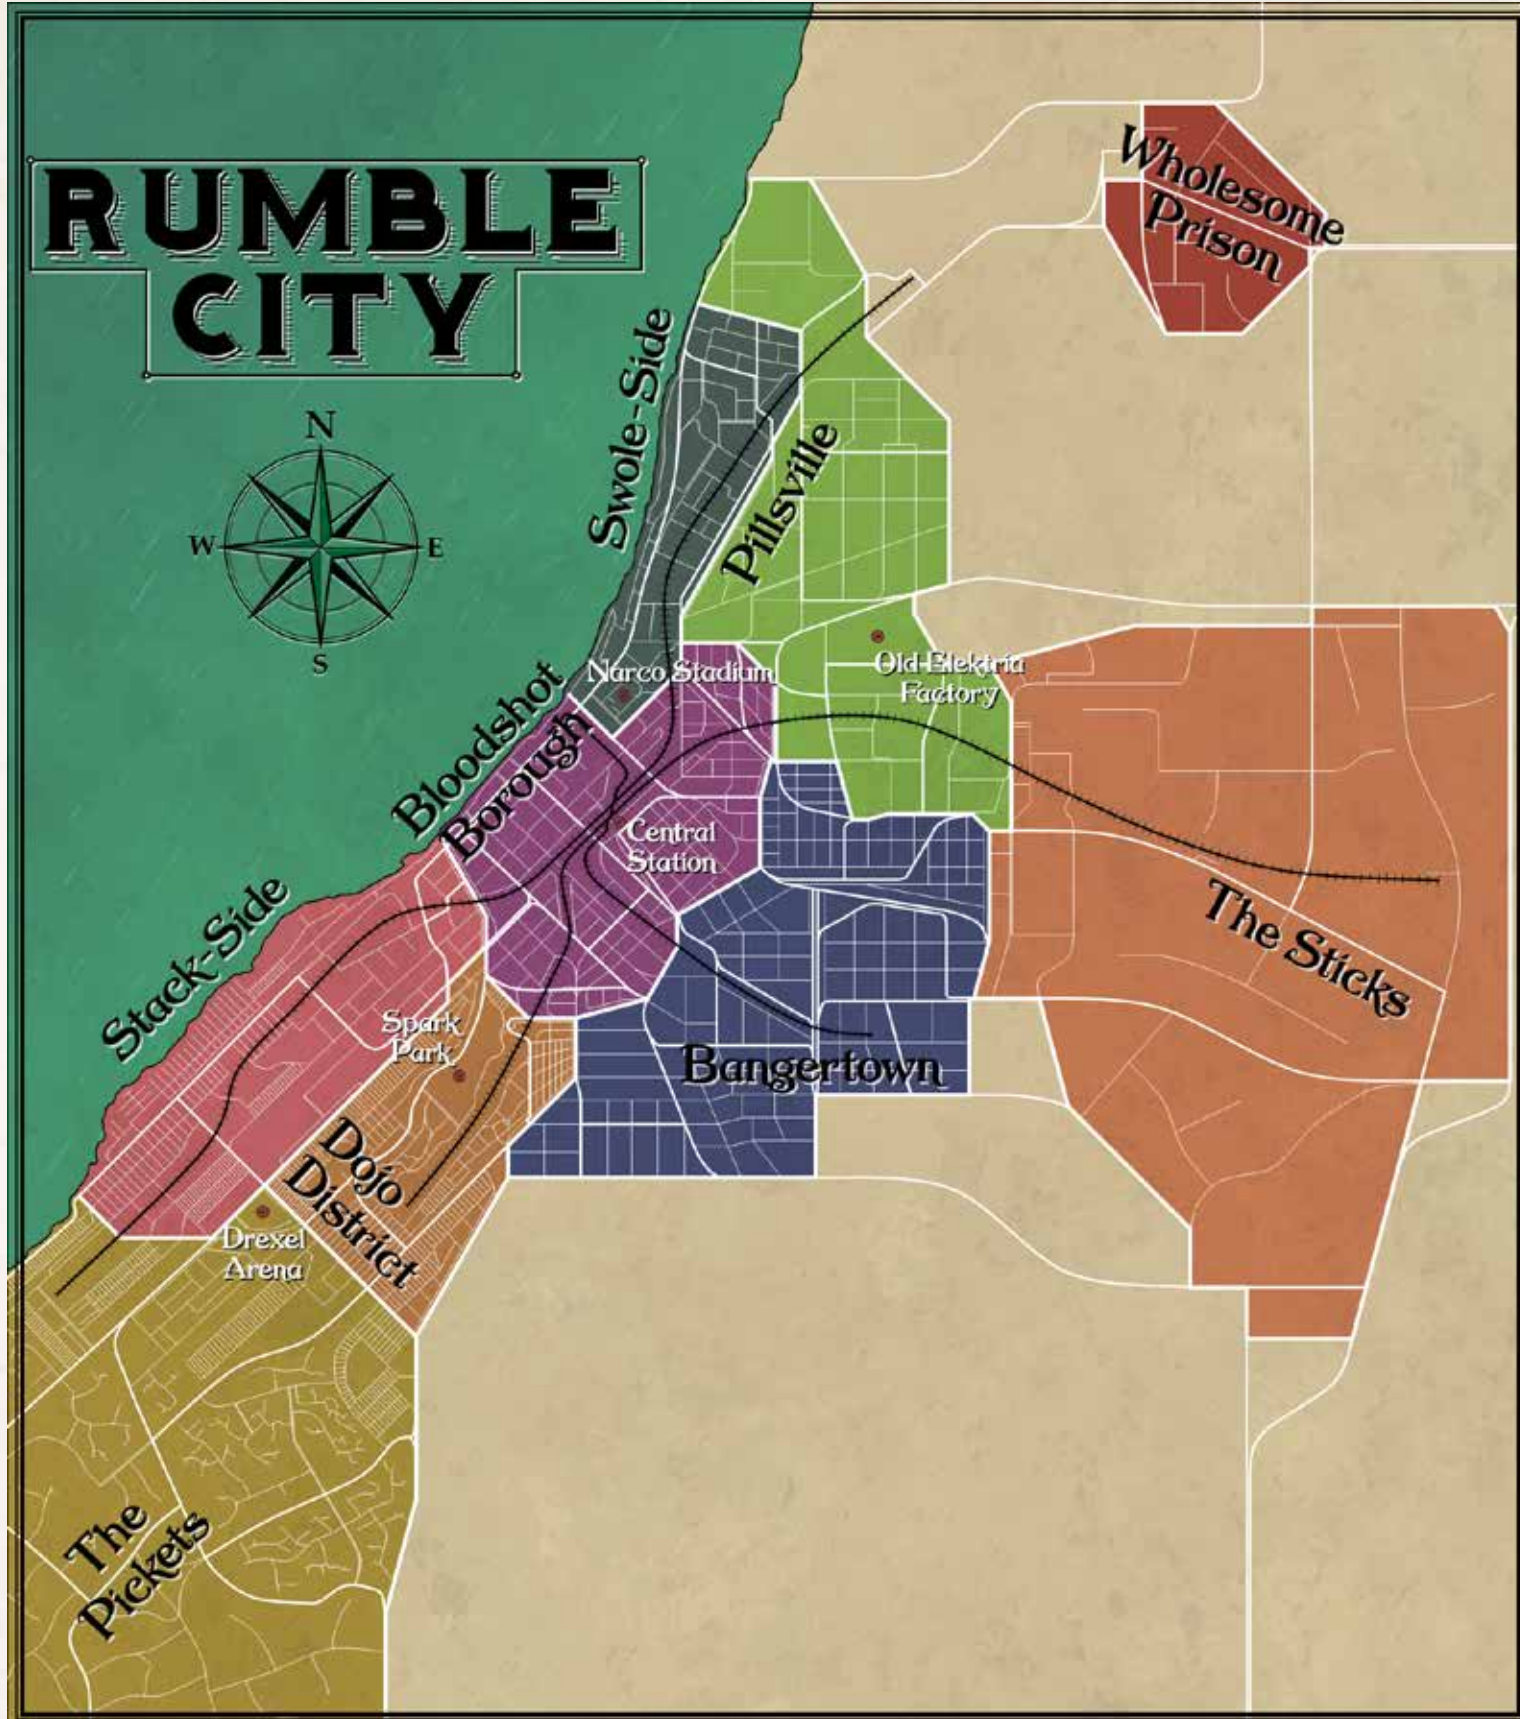 RUMBLE
CITY
N
W
E
S
Wholesome
Prison
Swole-Side
Pillsville
Narco Stadium
Old Elektria
Factory
Bloodshot
Borough
Central
Station
The Sticks
Stack-Side
Spark
Park
Bangertown
Dojo
District
Drexel
Arena
The
Pickets